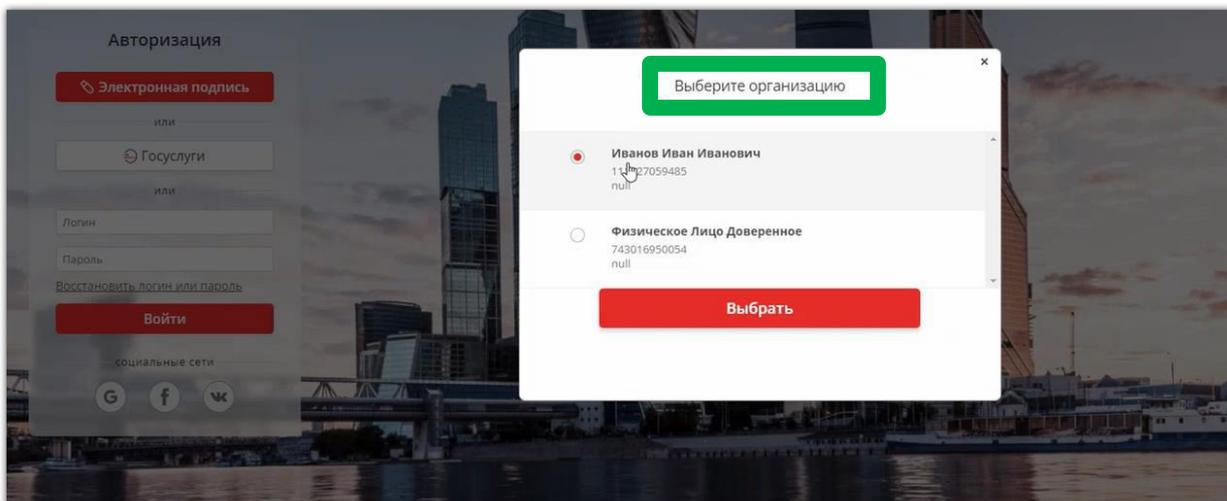 Авторизация
Электронная подпись
или
Госуслуги
или
Логин
Пароль
Восстановить логин или пароль
Войти
социальные сети
G f
×
Выберите организацию
Иванов Иван Иванович
27059485
null
Физическое Лицо Доверенное
743016950054
null
Выбрать